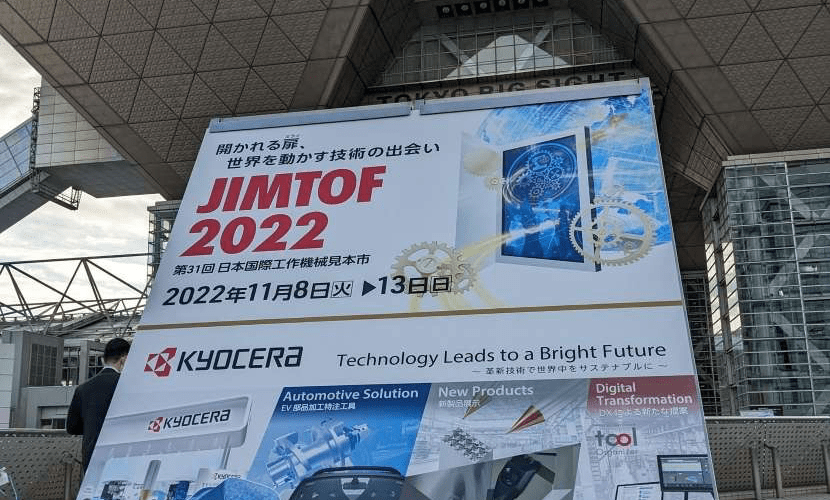 TOKYO BIG SIGHT
開かれる扉、
世界を動かす技術の出会い
JIMTOF
2022
第31回 日本国際工作機械見本市
2022年11月8日火 ▶13日日
KYOCERA
Technology Leads to a Bright Future
～ 革新技術で世界中をサステナブルに ～
KYOCERA
Automotive Solution
EV部品加工特注工具
New Products
新製品展示
Digital
Transformation
DXによる新たな提案
tool
Organizer